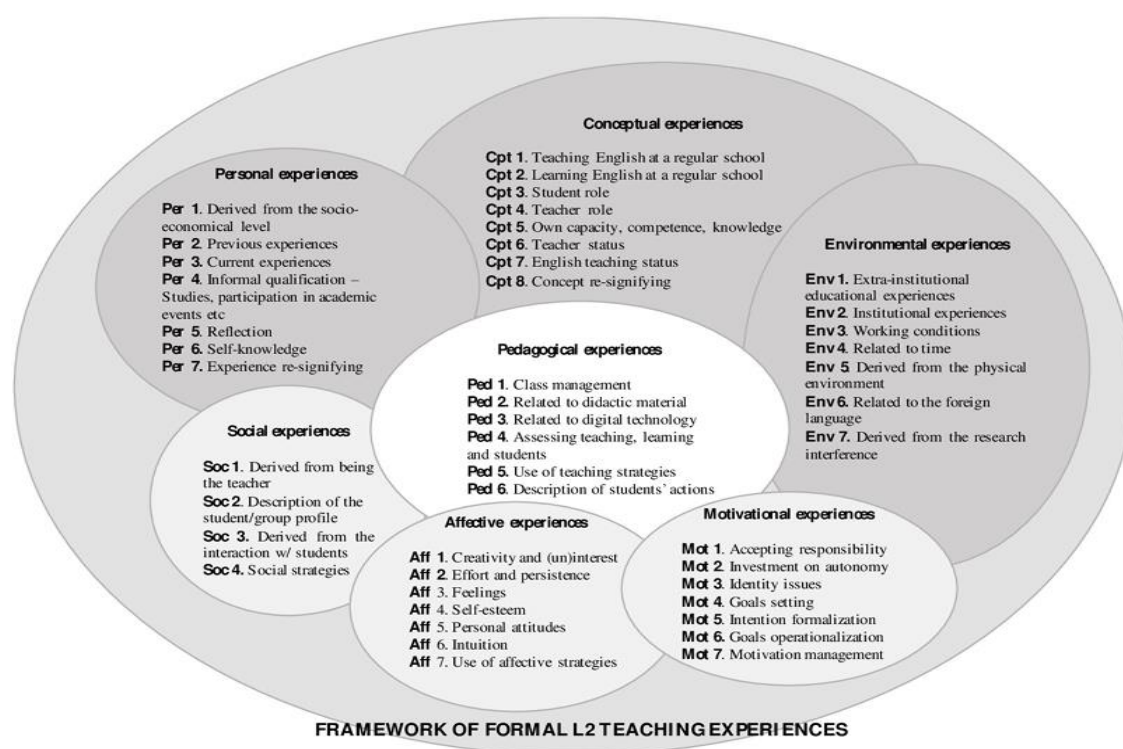 Conceptual experiences
Cpt 1. Teaching English at a regular school
Cpt 2. Learning English at a regular school
Cpt 3. Student role
Cpt 4. Teacher role
Cpt 5. Own capacity, competence, knowledge
Cpt 6. Teacher status
Cpt 7. English teaching status
Cpt 8. Concept re-signifying
Personal experiences
Per 1. Derived from the socio-
economical level
Per 2. Previous experiences
Per 3. Current experiences
Per 4. Informal qualification –
Studies, participation in academic
events etc
Per 5. Reflection
Per 6. Self-knowledge
Per 7. Experience re-signifying
Environmental experiences
Env 1. Extra-institutional
educational experiences
Env 2. Institutional experiences
Env 3. Working conditions
Env 4. Related to time
Env 5. Derived from the physical
environment
Env 6. Related to the foreign
language
Env 7. Derived from the research
interference
Pedagogical experiences
Ped 1. Class management
Ped 2. Related to didactic material
Ped 3. Related to digital technology
Ped 4. Assessing teaching, learning
and students
Ped 5. Use of teaching strategies
Ped 6. Description of students' actions
Social experiences
Soc 1. Derived from being
the teacher
Soc 2. Description of the
student/group profile
Soc 3. Derived from the
interaction w/ students
Soc 4. Social strategies
Affective experiences
Aff 1. Creativity and (un)interest
Aff 2. Effort and persistence
Aff 3. Feelings
Aff 4. Self-esteem
Aff 5. Personal attitudes
Aff 6. Intuition
Aff 7. Use of affective strategies
Motivational experiences
Mot 1. Accepting responsibility
Mot 2. Investment on autonomy
Mot 3. Identity issues
Mot 4. Goals setting
Mot 5. Intention formalization
Mot 6. Goals operationalization
Mot 7. Motivation management
FRAMEWORK OF FORMAL L2 TEACHING EXPERIENCES